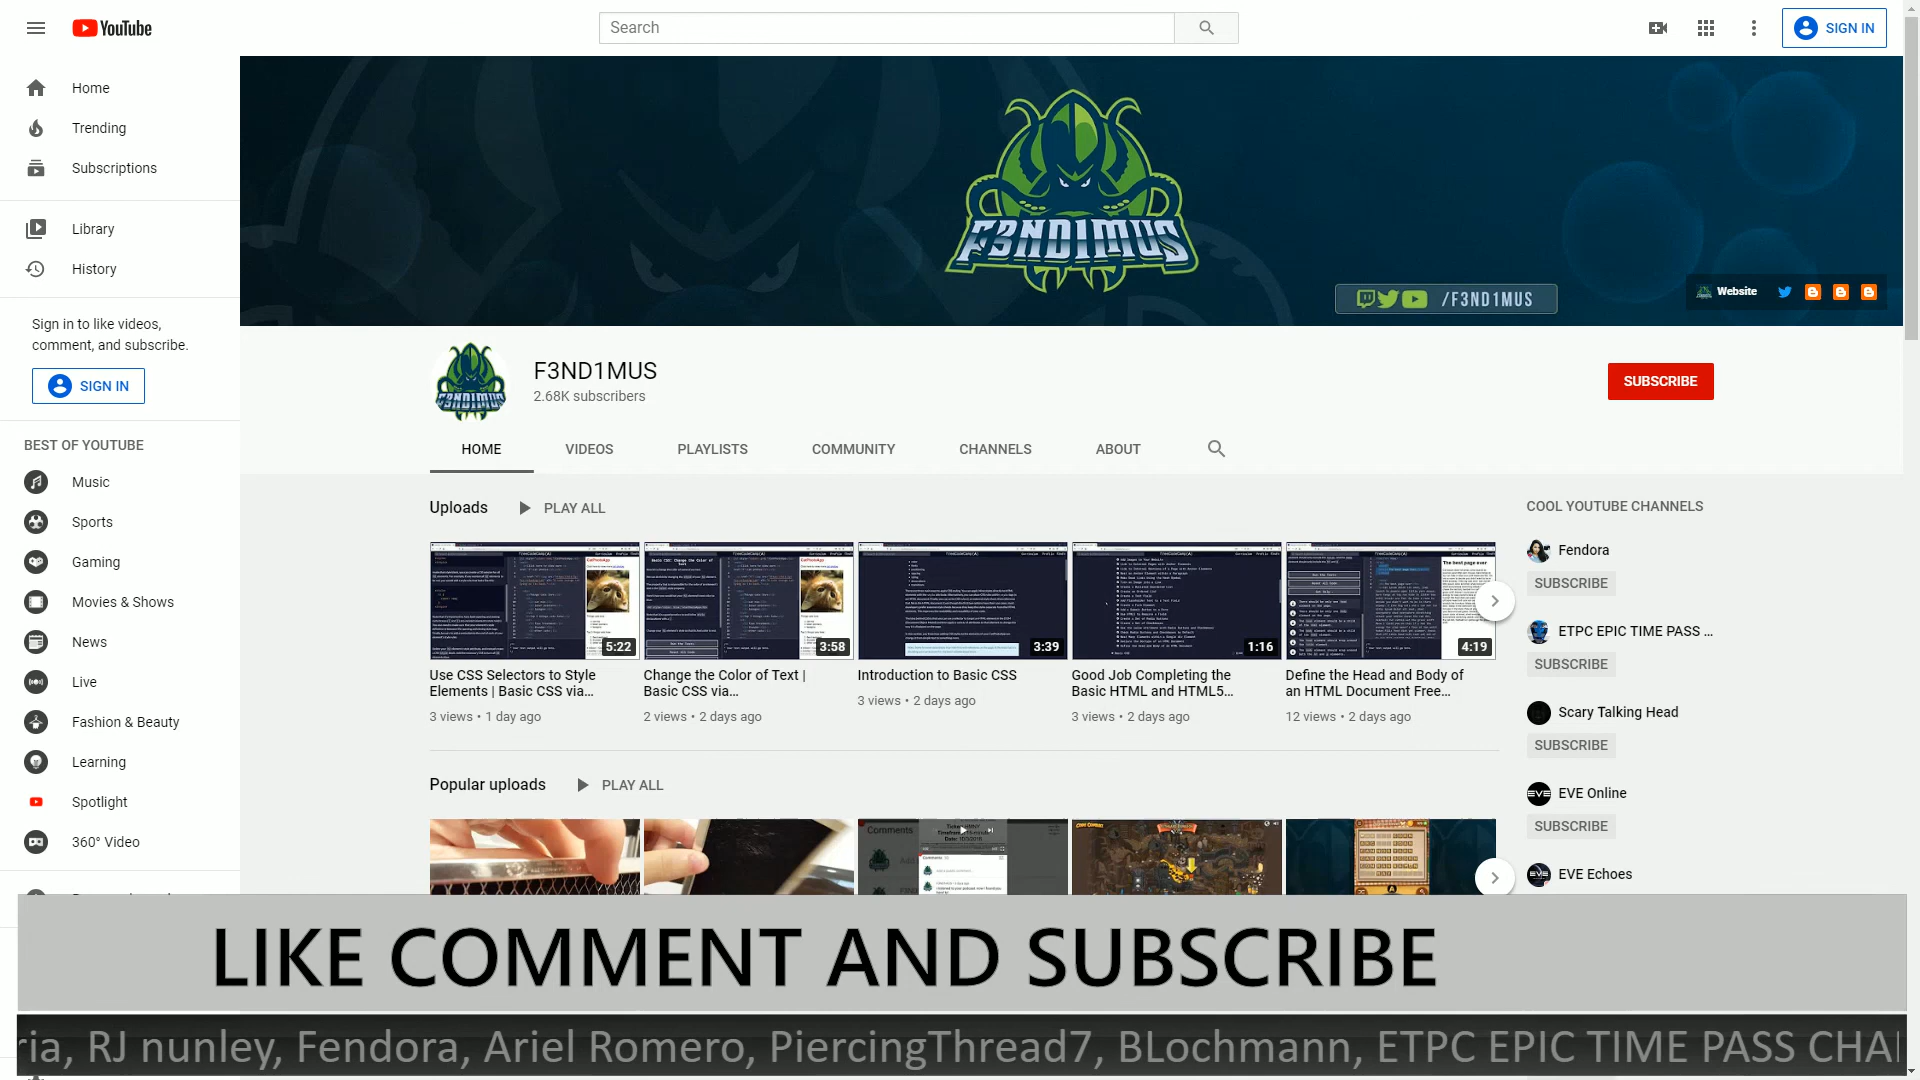 YouTube
Search
SIGN IN
Home
Trending
Subscriptions
Library
History
Sign in to like videos,
comment, and subscribe.
SIGN IN
BEST OF YOUTUBE
Music
Sports
Gaming
Movies & Shows
News
Live
Fashion & Beauty
Learning
Spotlight
360° Video
F3ND1MUS
/F3ND1MUS
Website
F3ND1MUS
F3ND1MUS
2.68K subscribers
SUBSCRIBE
HOME VIDEOS PLAYLISTS COMMUNITY CHANNELS ABOUT
Uploads PLAY ALL
5:22
Use CSS Selectors to Style
Elements | Basic CSS via...
3 views • 1 day ago
3:58
Change the Color of Text |
Basic CSS via...
2 views • 2 days ago
3:39
Introduction to Basic CSS
3 views • 2 days ago
1:16
Good Job Completing the
Basic HTML and HTML5...
3 views • 2 days ago
4:19
Define the Head and Body of
an HTML Document Free...
12 views • 2 days ago
Popular uploads PLAY ALL
Comments
COOL YOUTUBE CHANNELS
Fendora
SUBSCRIBE
ETPC EPIC TIME PASS ...
SUBSCRIBE
Scary Talking Head
SUBSCRIBE
EVE Online
SUBSCRIBE
EVE Echoes
LIKE COMMENT AND SUBSCRIBE
ria, RJ nunley, Fendora, Ariel Romero, PiercingThread7, BLochmann, ETPC EPIC TIME PASS CHA